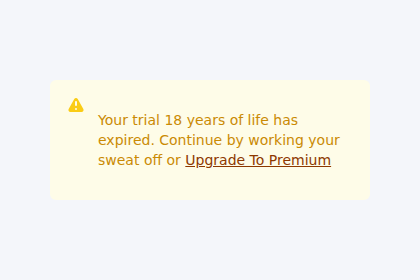 Your trial 18 years of life has
expired. Continue by working your
sweat off or Upgrade To Premium